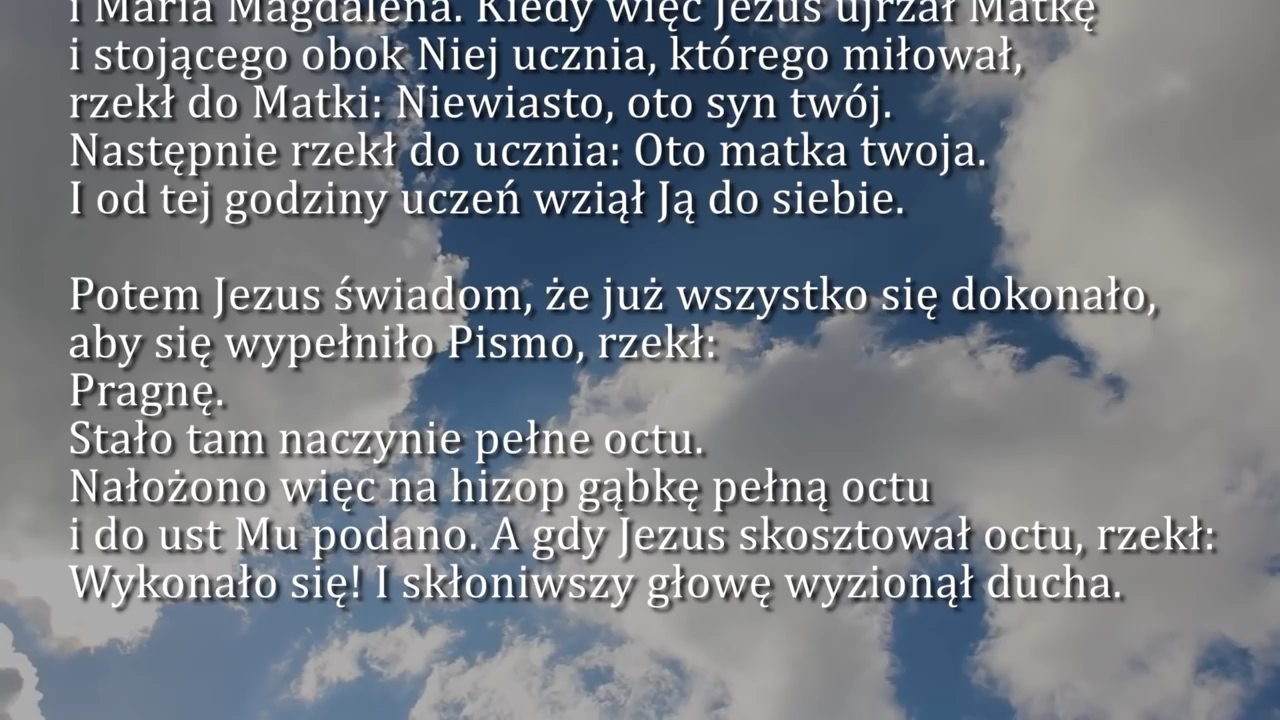 i Maria Magdalena. Kiedy więc Jezus ujrzał Matkę
i stojącego obok Niej ucznia, którego miłował,
rzekł do Matki: Niewiasto, oto syn twój.
Następnie rzekł do ucznia: Oto matka twoja.
I od tej godziny uczeń wziął Ją do siebie.
Potem Jezus świadom, że już wszystko się dokonało,
aby się wypełniło Pismo, rzekł:
Pragnę.
Stało tam naczynie pełne octu.
Nałożono więc na hizop gąbkę pełną octu
i do ust Mu podano. A gdy Jezus skosztował octu, rzekł:
Wykonało się! I skłoniwszy głowę wyzionął ducha.